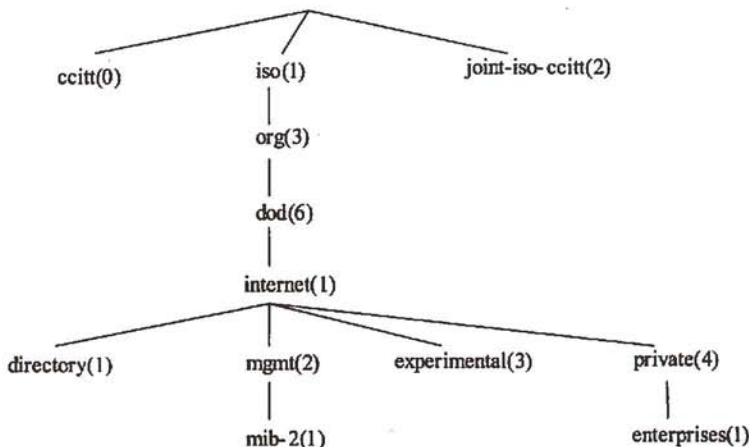 ccitt(0) iso(1) joint-iso-ccitt(2)
org(3)
dod(6)
internet(1)
directory(1) mgmt(2) experimental(3) private(4)
mib-2(1) enterprises(1)